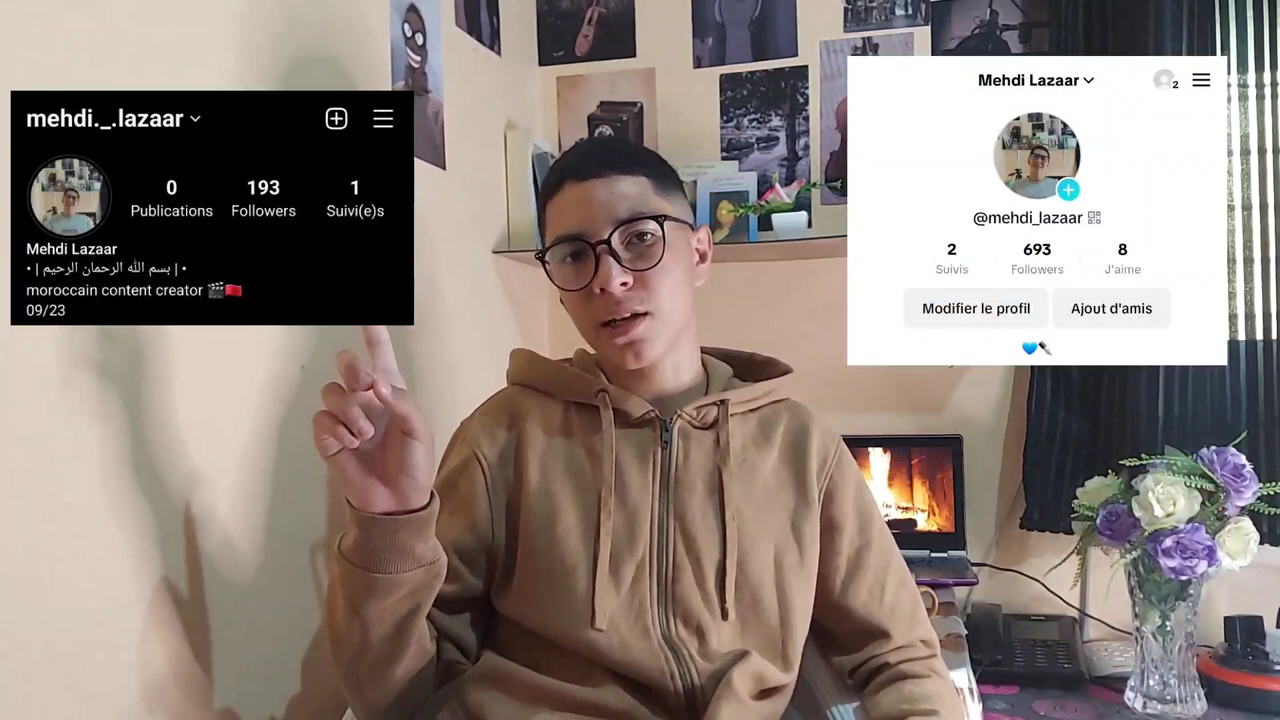 mehdi._.lazaar
0 193 1
Publications Followers Suivi(e)s
Mehdi Lazaar
• | بسم الله الرحمان الرحيم | •
moroccain content creator 🎬🇲🇦
09/23
Mehdi Lazaar
2
@mehdi_lazaar
2 693 8
Suivis Followers J'aime
Modifier le profil Ajout d'amis
💙✒️